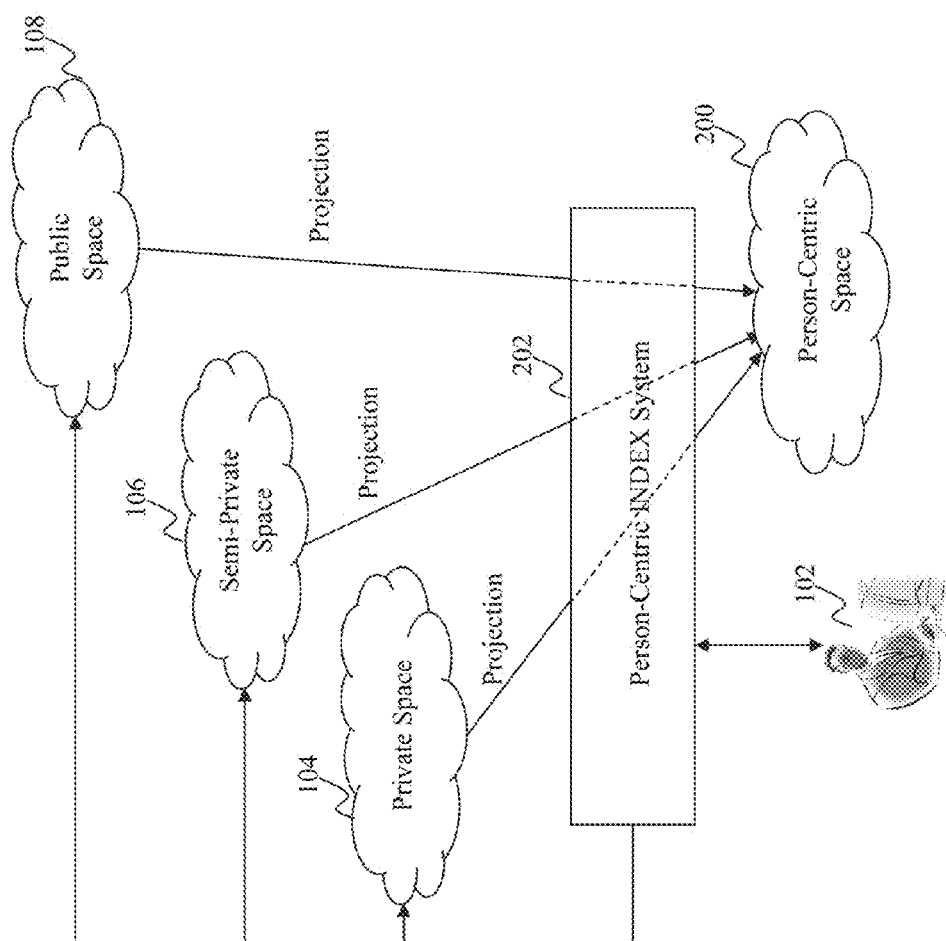 108
Public
Space
Projection
106
Semi-Private
Space
Projection
104
Private Space
Projection
202
Person-Centric INDEX System
200
Person-Centric
Space
102